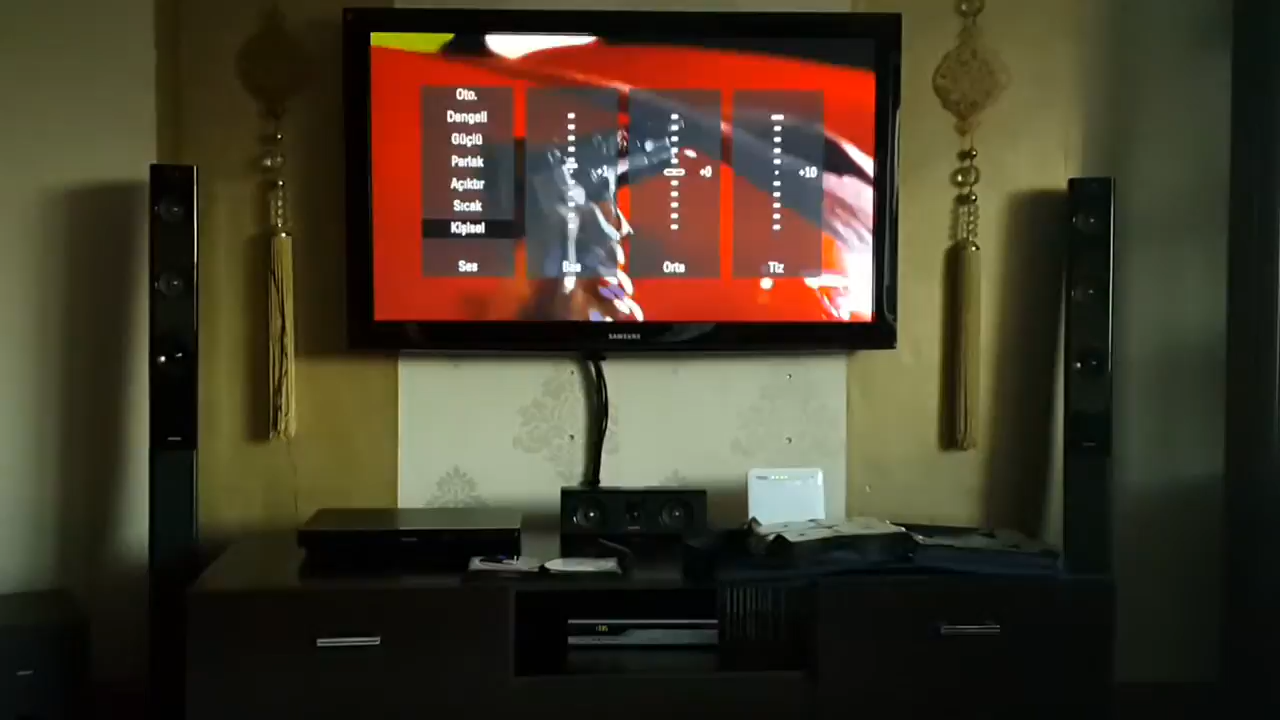 Oto.
Dengeli
Güçlü
Parlak
Açıktır
Sıcak
Kişisel
Ses
Bas
+0
Orta
+10
Tiz
SAMSUNG